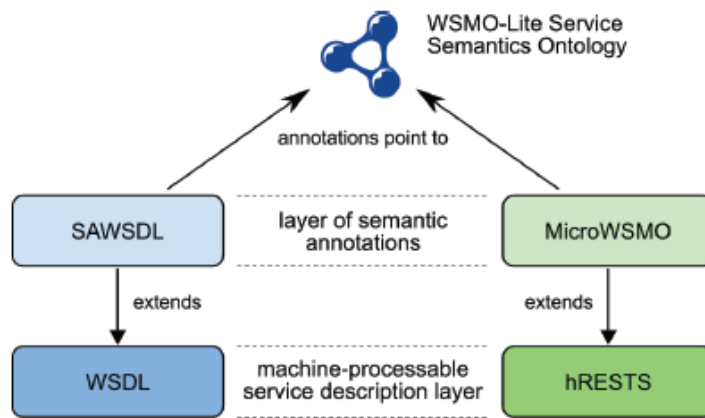 WSMO-Lite Service
Semantics Ontology
annotations point to
SAWSDL
layer of semantic
annotations
MicroWSMO
extends
extends
WSDL
machine-processable
service description layer
hRESTS